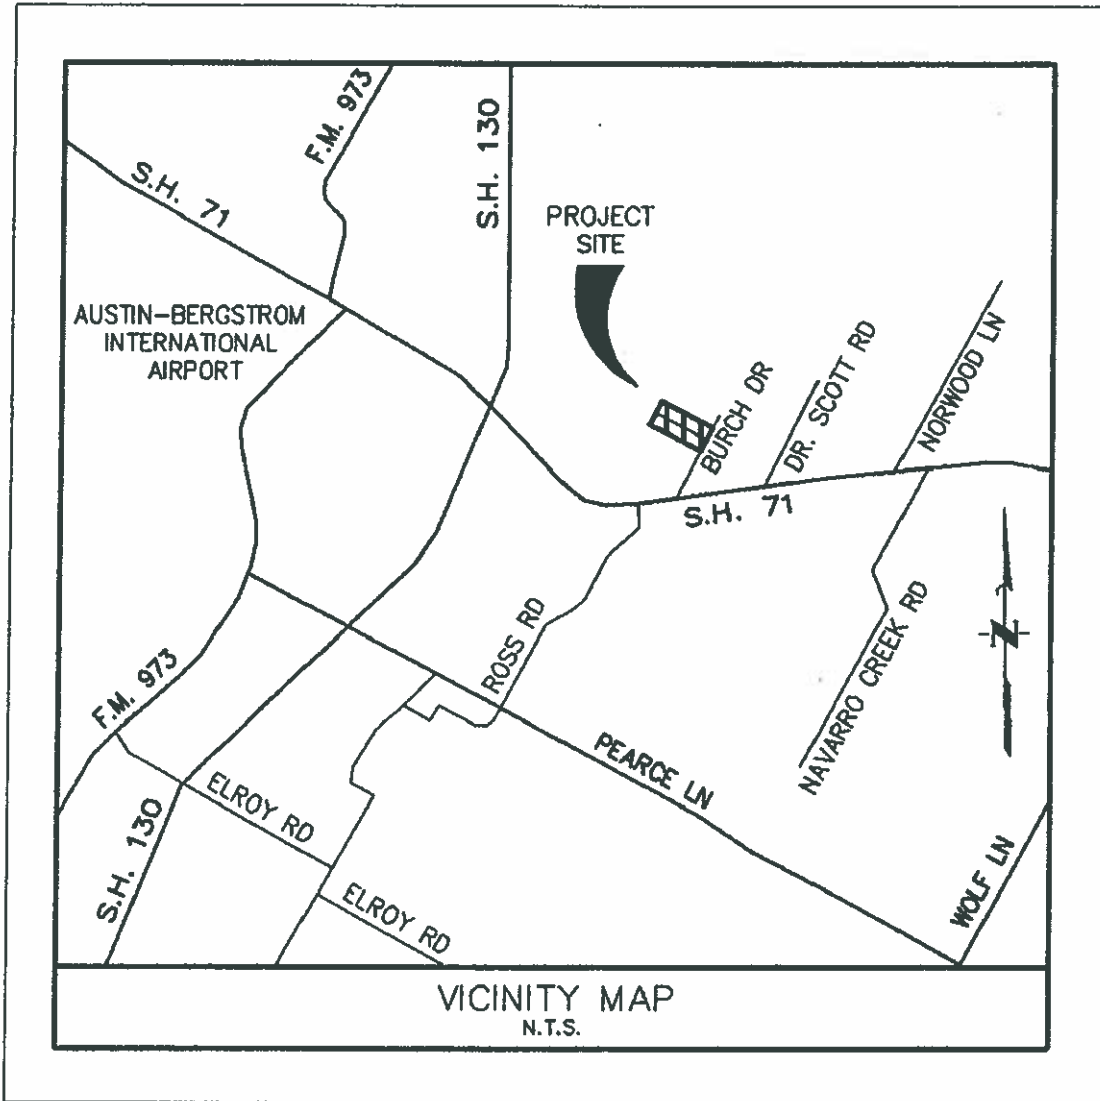 F.M. 973
S.H. 130
S.H. 71
PROJECT
SITE
AUSTIN-BERGSTROM
INTERNATIONAL
AIRPORT
BURCH DR
DR. SCOTT RD
NORWOOD LN
S.H. 71
N
ROSS RD
NAVARRO CREEK RD
F.M. 973
PEARCE LN
ELROY RD
S.H. 130
ELROY RD
WOLF LN
VICINITY MAP
N.T.S.